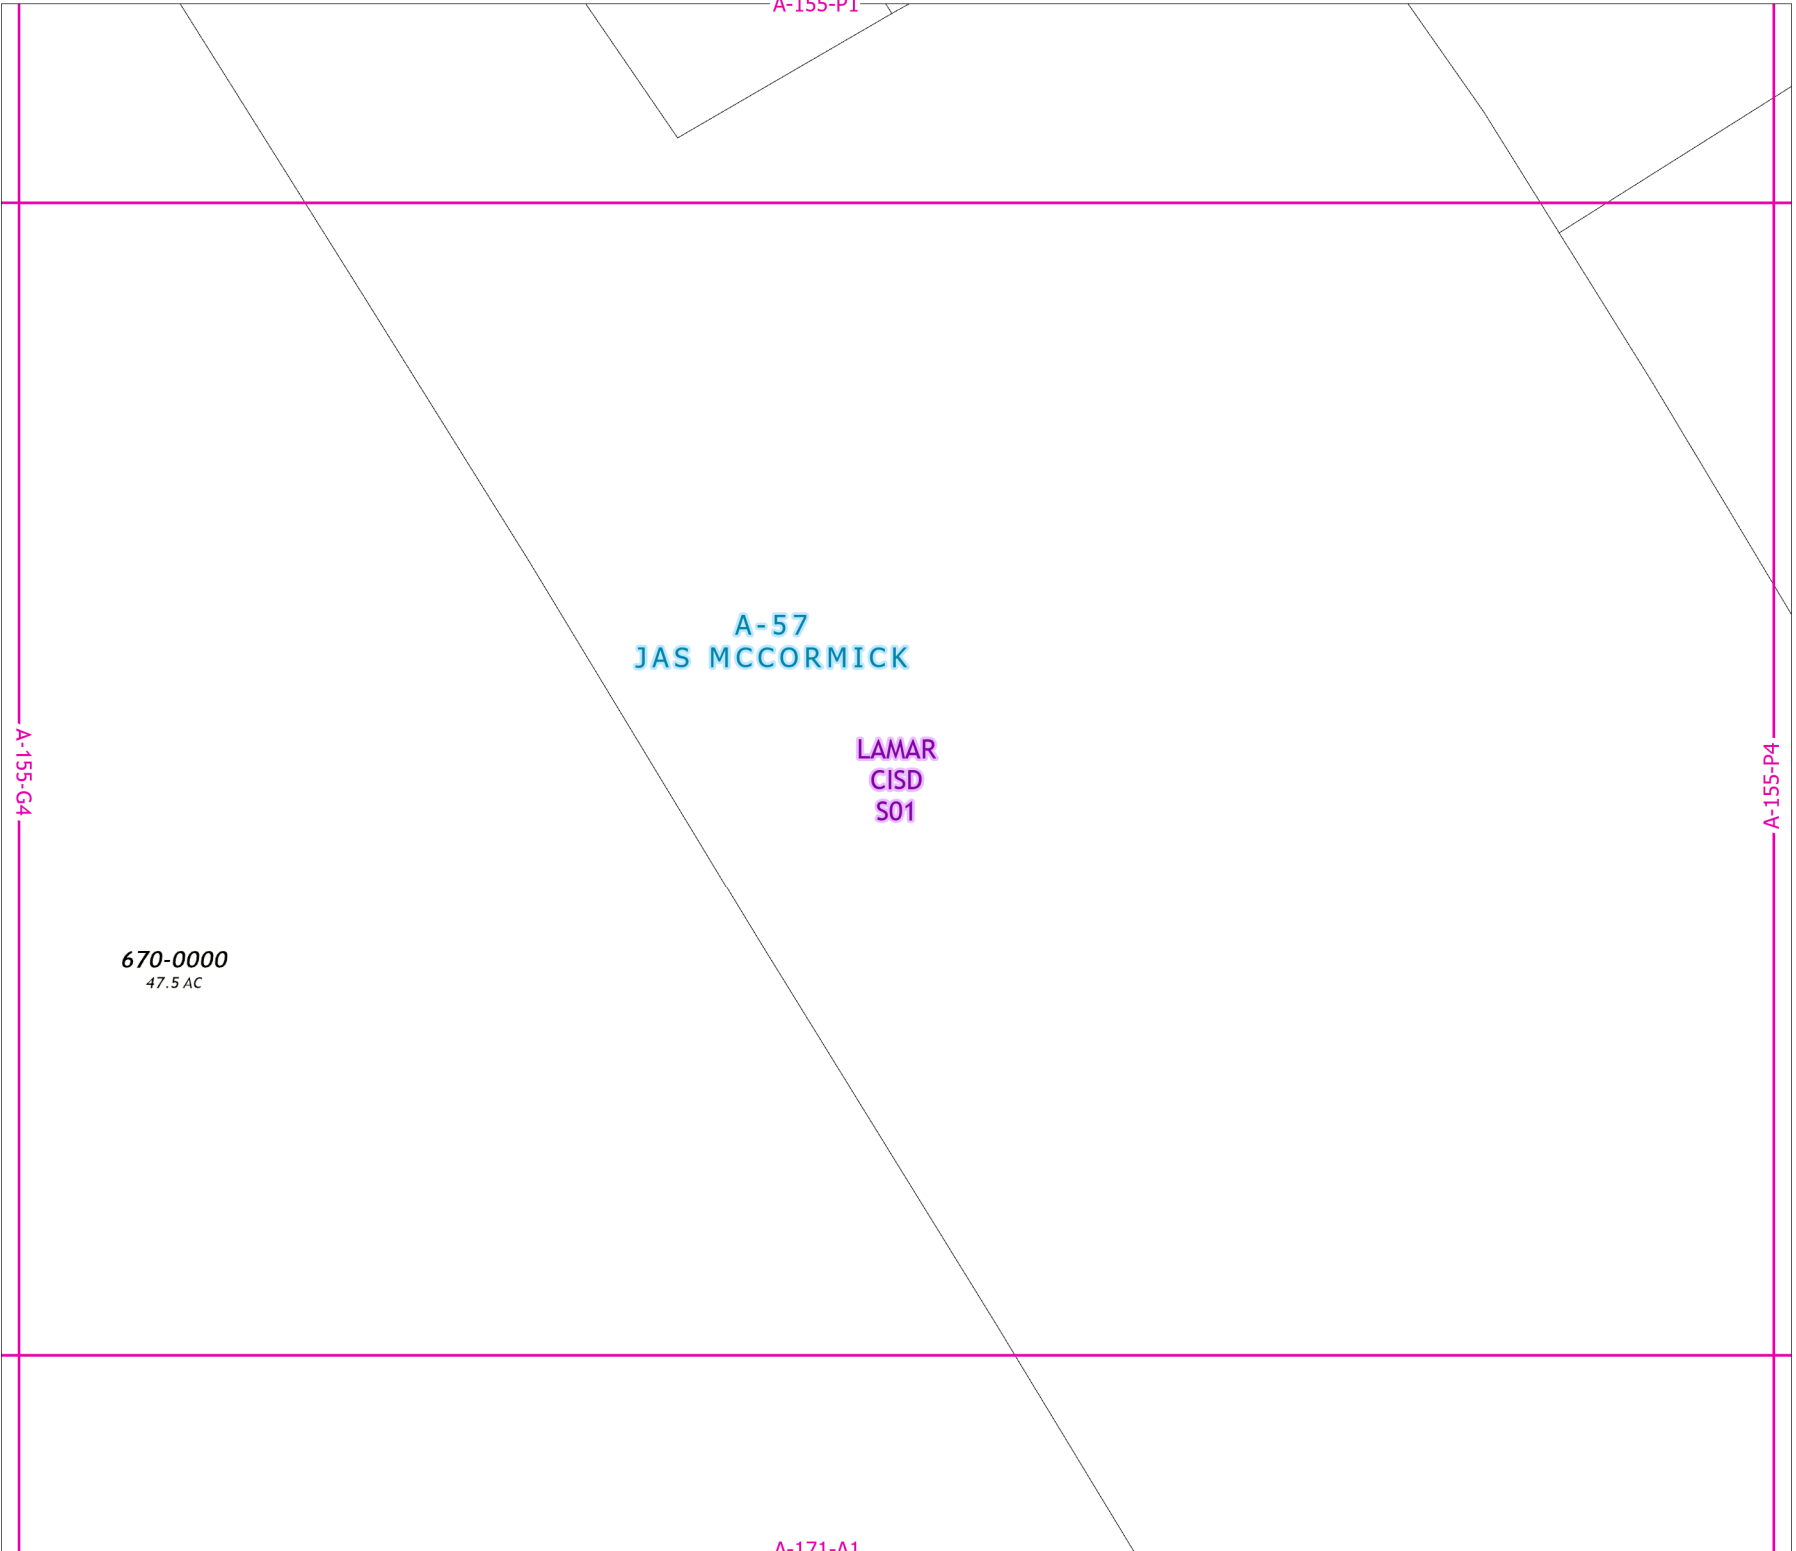 A-155-P1
A-57
JAS MCCORMICK
A-155-G4
LAMAR
CISD
S01
A-155-P4
670-0000
47.5 AC
A-171-A1